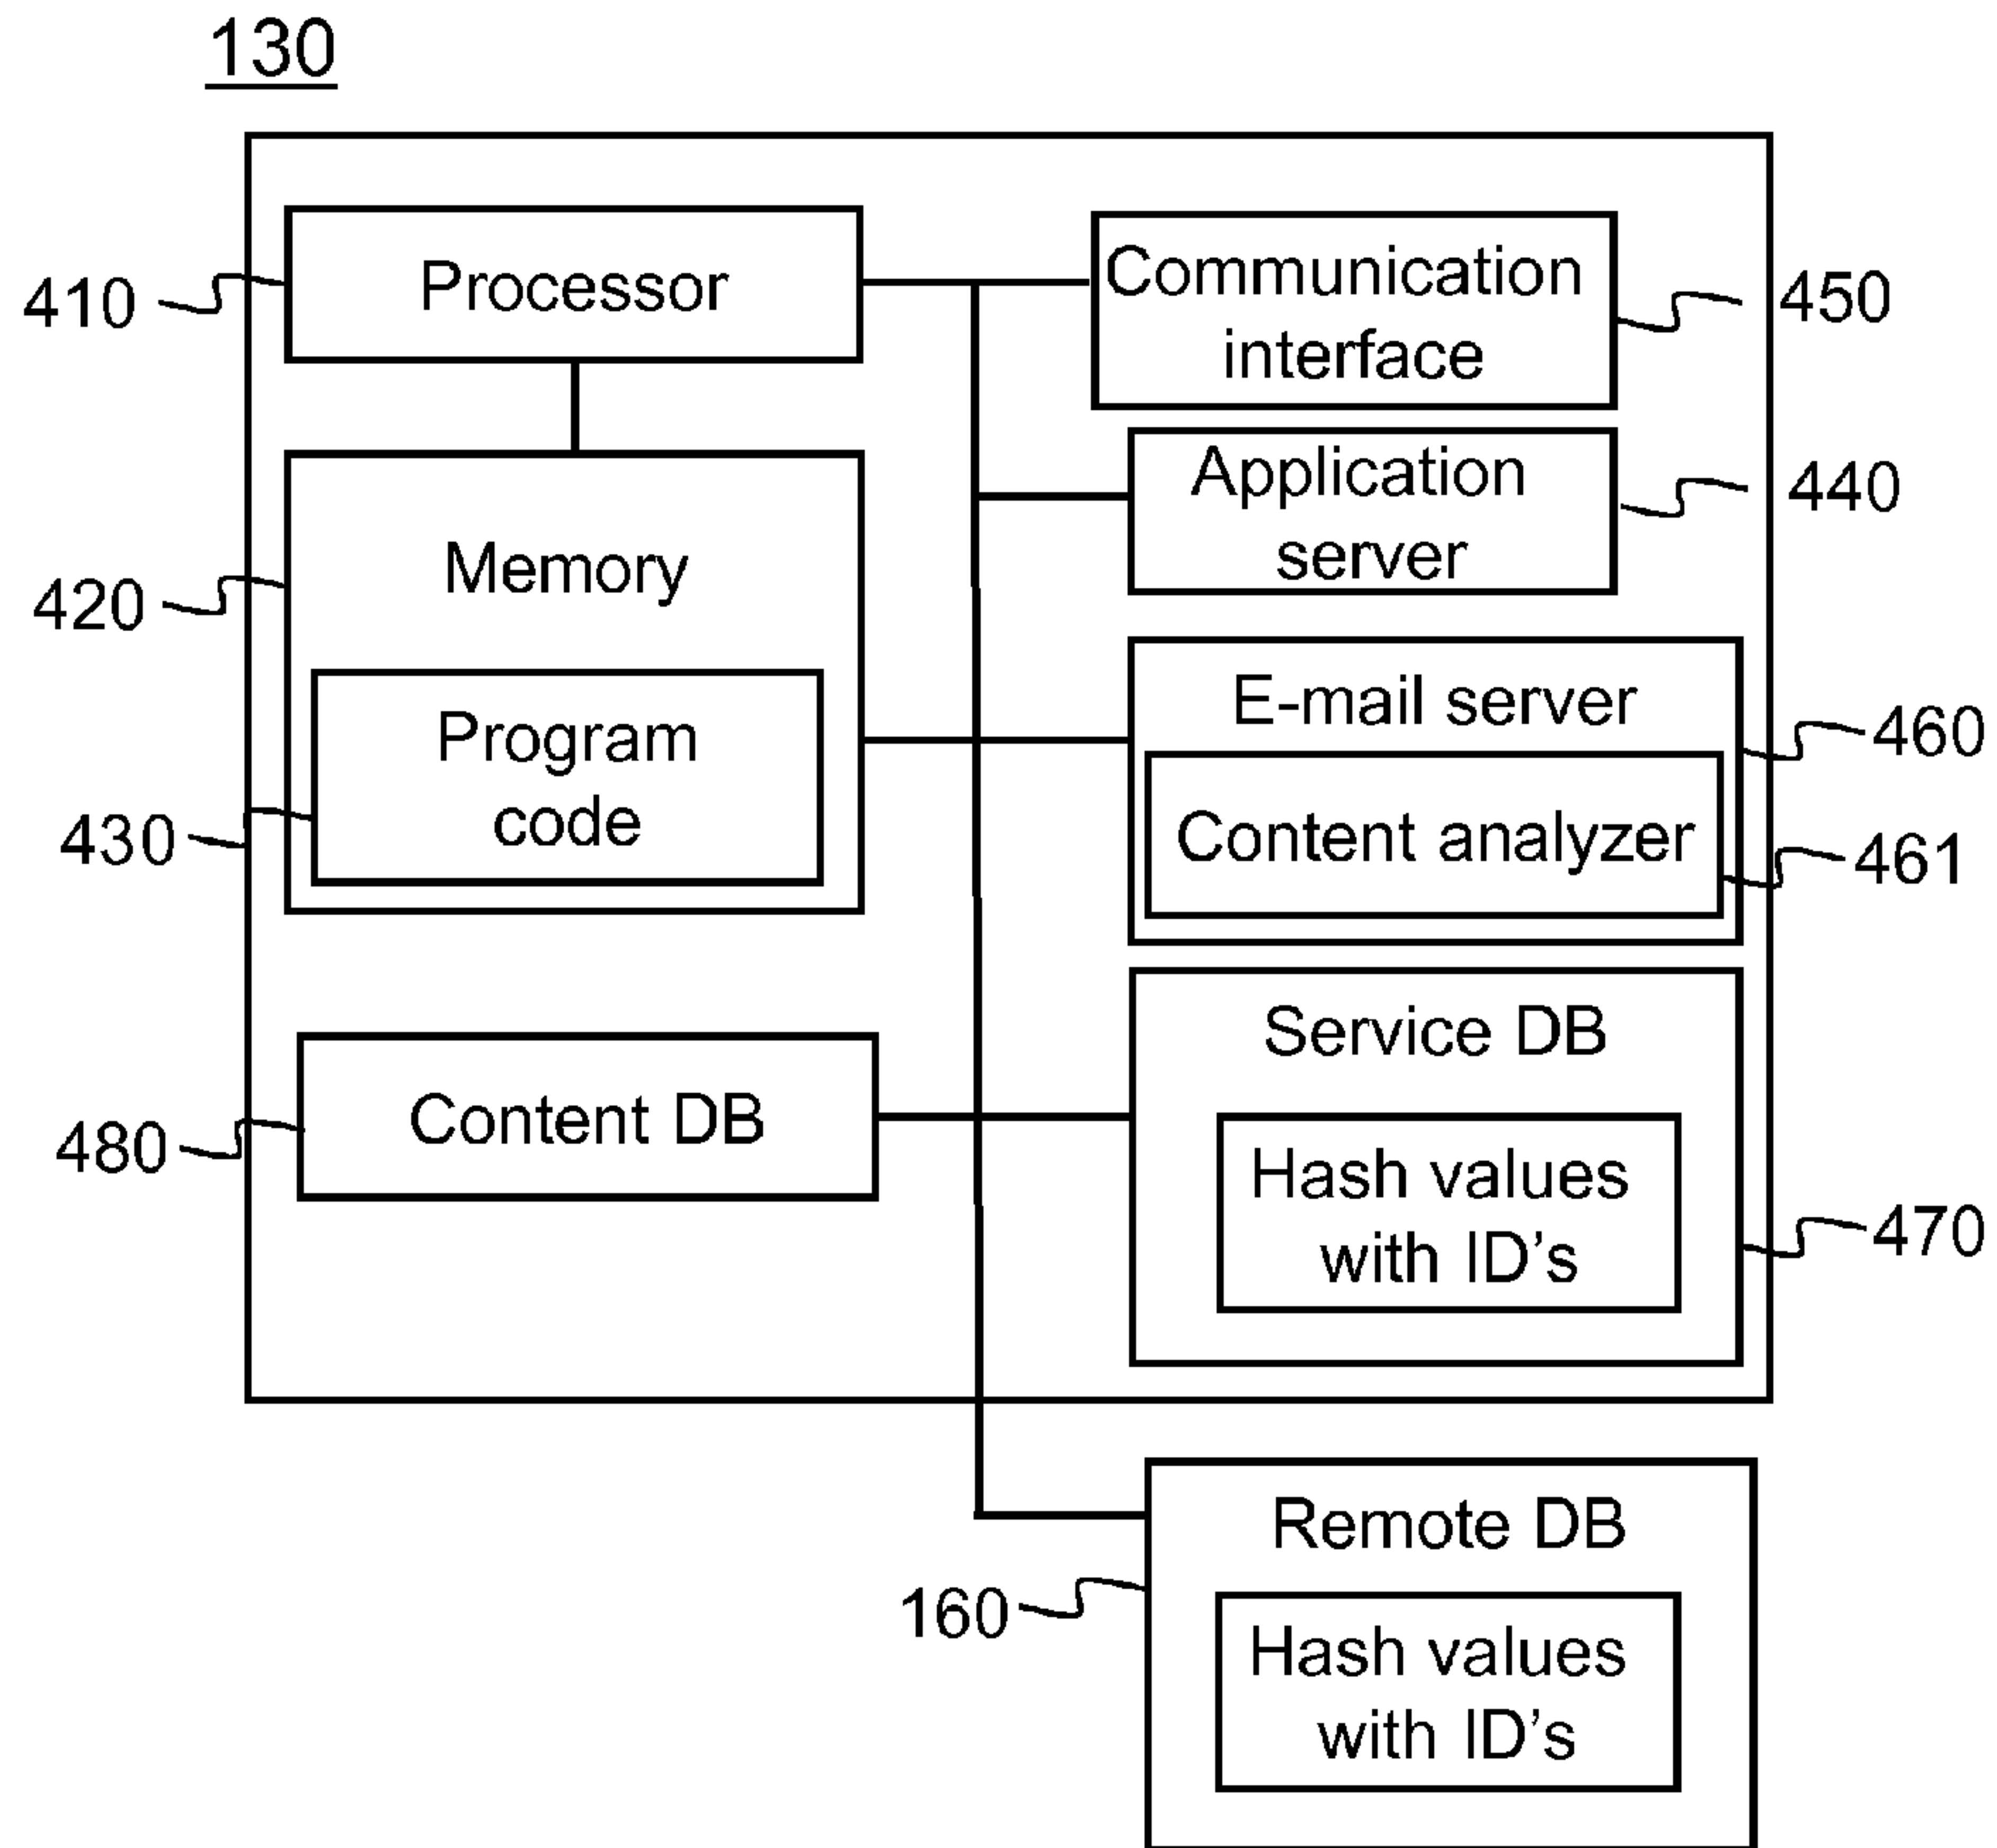 130
410
Processor
Communication
interface
450
Application
server
440
420
Memory
Program
code
430
E-mail server
460
Content analyzer
461
480
Content DB
Service DB
Hash values
with ID's
470
Remote DB
160
Hash values
with ID's